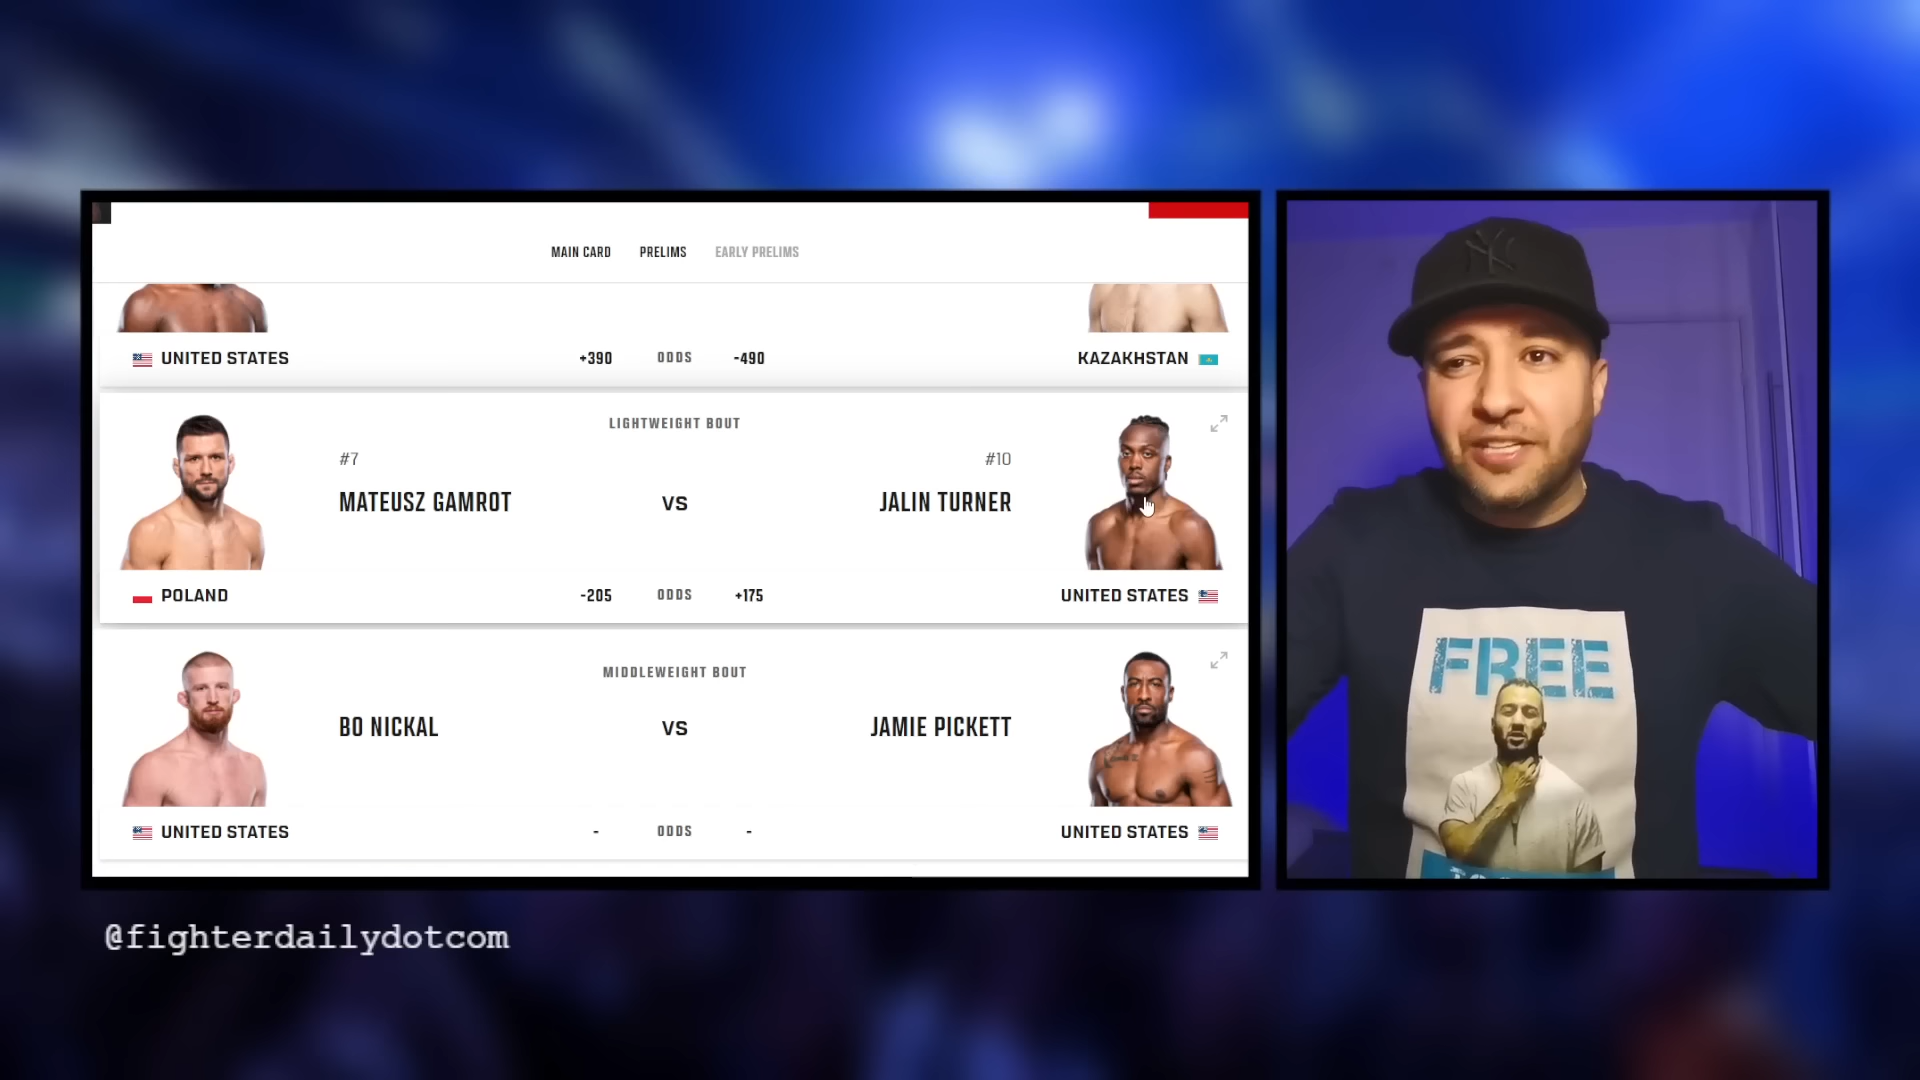 MAIN CARD PRELIMS EARLY PRELIMS
UNITED STATES +390 ODDS -490 KAZAKHSTAN
LIGHTWEIGHT BOUT
#7 #10
MATEUSZ GAMROT VS JALIN TURNER
POLAND -205 ODDS +175 UNITED STATES
MIDDLEWEIGHT BOUT
BO NICKAL VS JAMIE PICKETT
UNITED STATES - ODDS - UNITED STATES
NY
FREE
@fighterdailydotcom